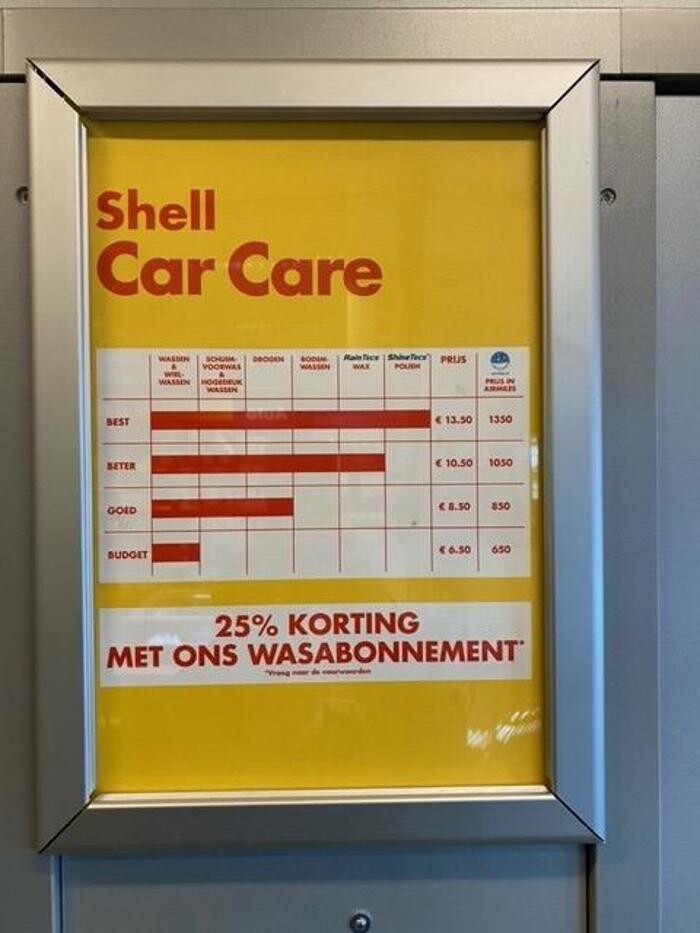 Shell
Car Care
WASSEN
&
WIEL-
WASSEN
SCHUIM-
VOORWAS
&
HOGEDRUK
WASSEN
DROGEN
BODEM-
WASSEN
RainTecx
WAX
ShineTecx
POLISH
PRIJS
PRIJS IN
AIRMILES
BEST € 13.50 1350
BETER € 10.50 1050
GOED € 8.50 850
BUDGET € 6.50 650
25% KORTING
MET ONS WASABONNEMENT*
*Vraag naar de voorwaarden